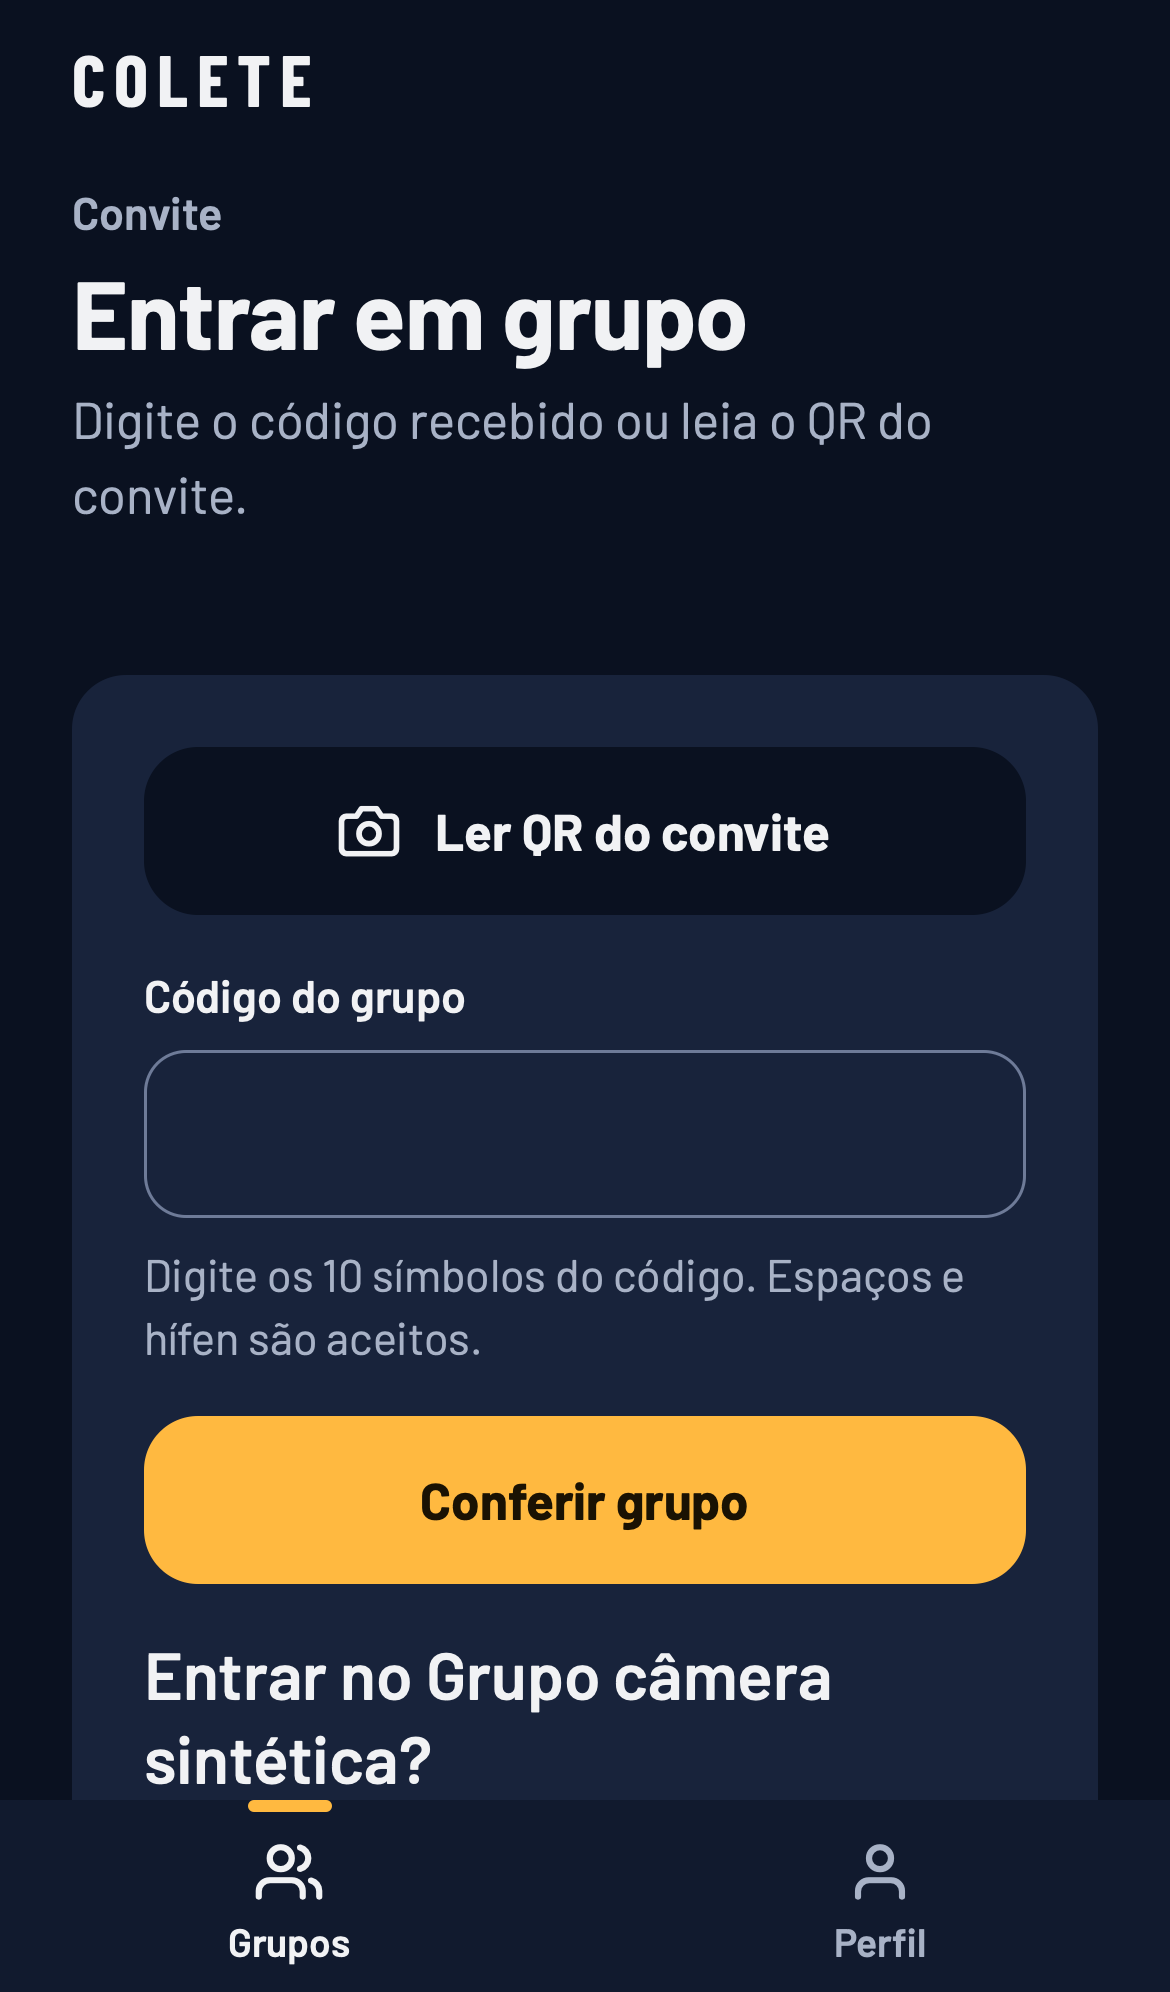 COLETE
Convite
Entrar em grupo
Digite o código recebido ou leia o QR do
convite.
Ler QR do convite
Código do grupo
Digite os 10 símbolos do código. Espaços e
hífen são aceitos.
Conferir grupo
Entrar no Grupo câmera
sintética?
Grupos
Perfil